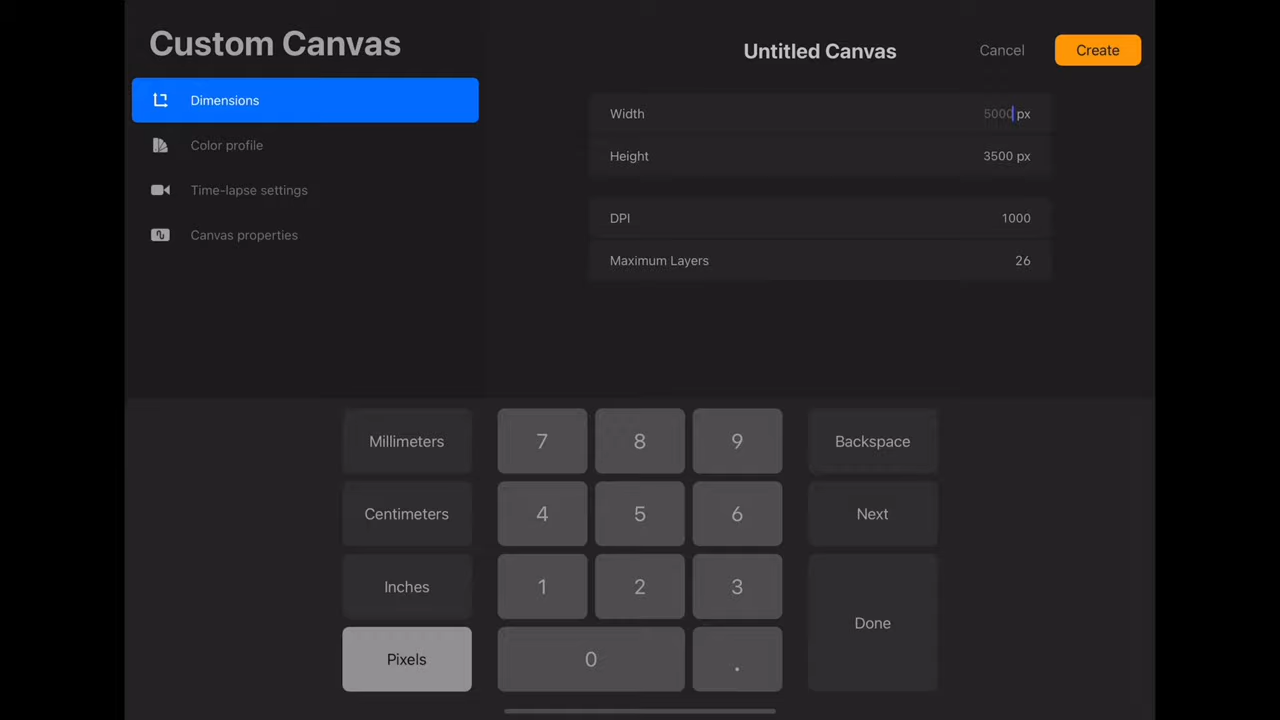 Custom Canvas
Untitled Canvas
Cancel
Create
Dimensions
Color profile
Time-lapse settings
Canvas properties
Width 5000 px
Height 3500 px
DPI 1000
Maximum Layers 26
Millimeters 7 8 9 Backspace
Centimeters 4 5 6 Next
Inches 1 2 3 Done
Pixels 0 .